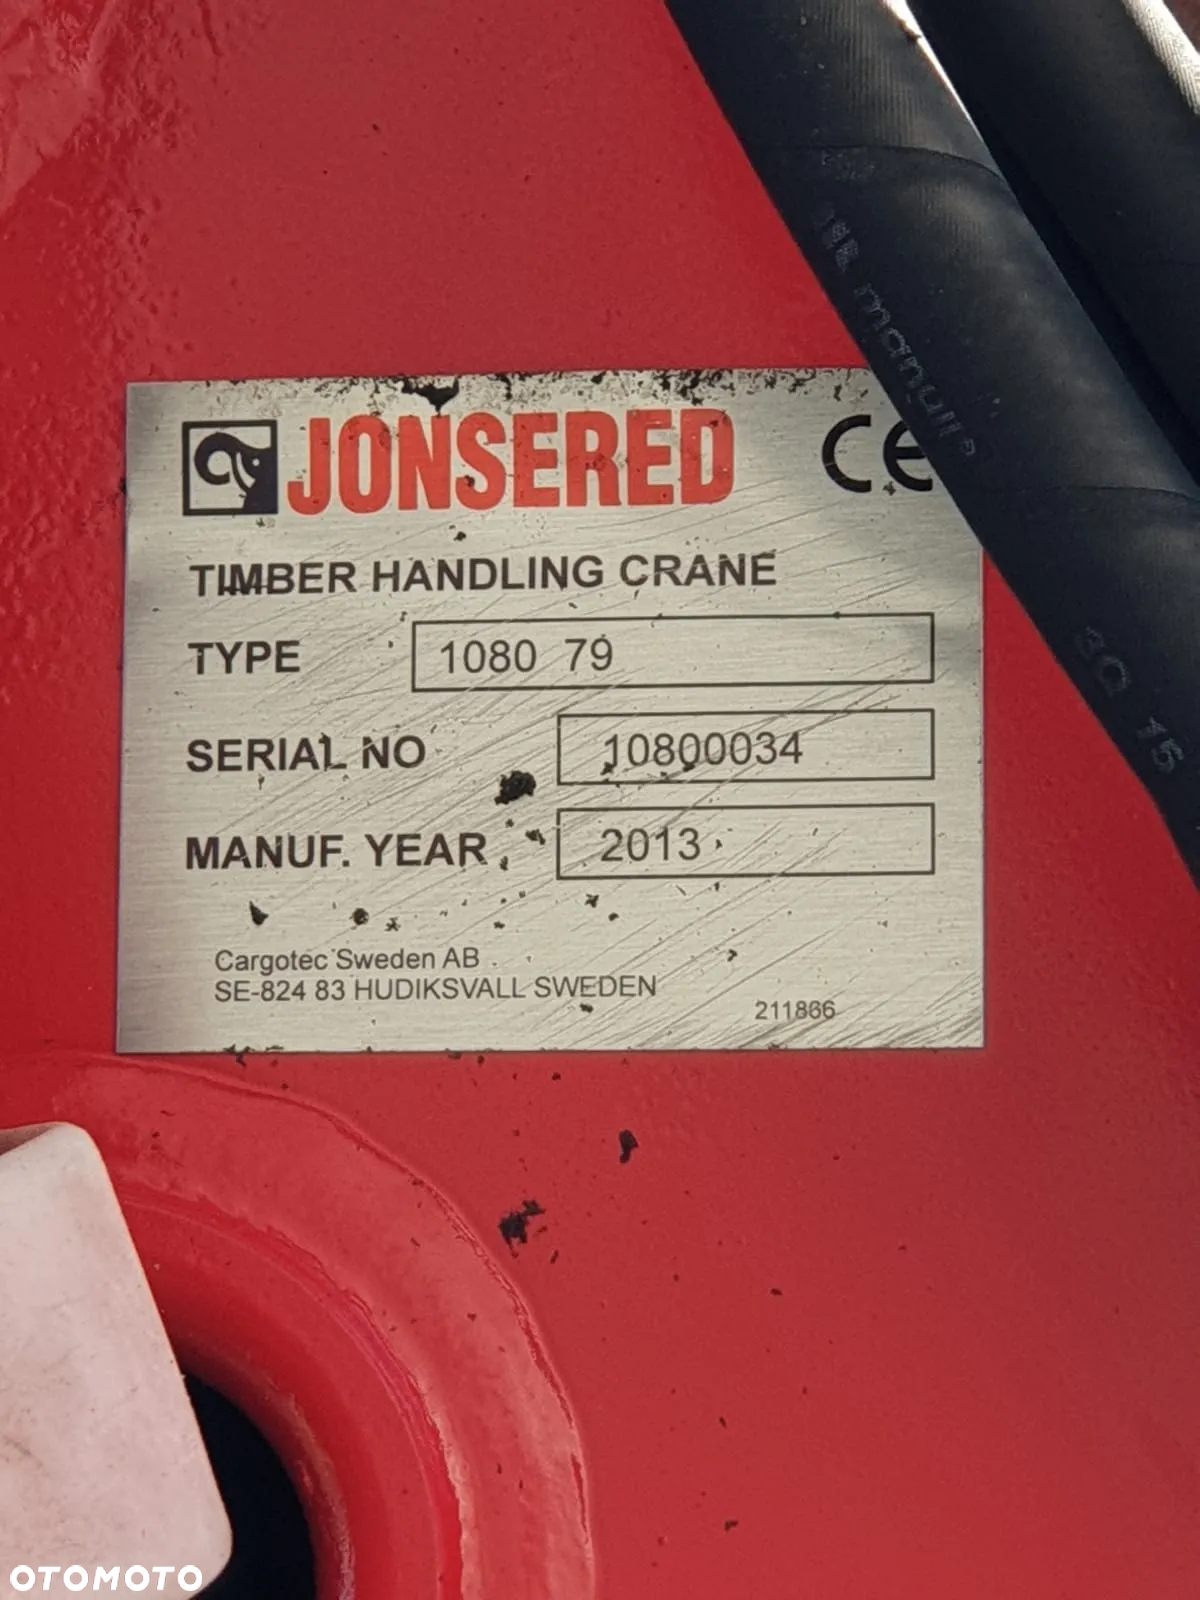 JONSERED CE
TIMBER HANDLING CRANE
TYPE 1080 79
SERIAL NO 10800034
MANUF. YEAR 2013
Cargotec Sweden AB
SE-824 83 HUDIKSVALL SWEDEN
211866
manuli
OTOMOTO